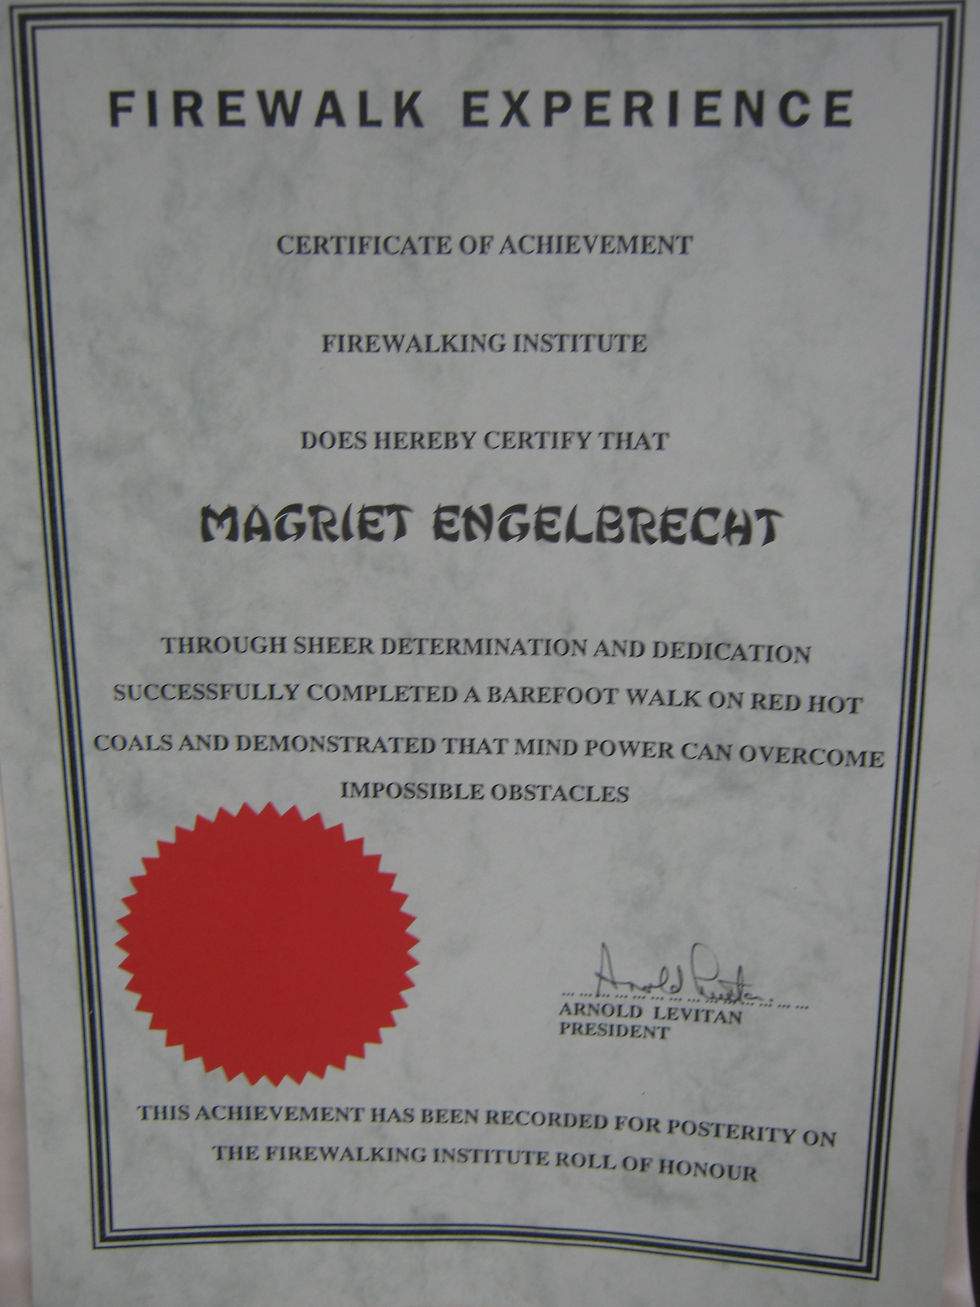 FIREWALK EXPERIENCE
CERTIFICATE OF ACHIEVEMENT
FIREWALKING INSTITUTE
DOES HEREBY CERTIFY THAT
MAGRIET ENGELBRECHT
THROUGH SHEER DETERMINATION AND DEDICATION
SUCCESSFULLY COMPLETED A BAREFOOT WALK ON RED HOT
COALS AND DEMONSTRATED THAT MIND POWER CAN OVERCOME
IMPOSSIBLE OBSTACLES
Arnold Levitan
ARNOLD LEVITAN
PRESIDENT
THIS ACHIEVEMENT HAS BEEN RECORDED FOR POSTERITY ON
THE FIREWALKING INSTITUTE ROLL OF HONOUR